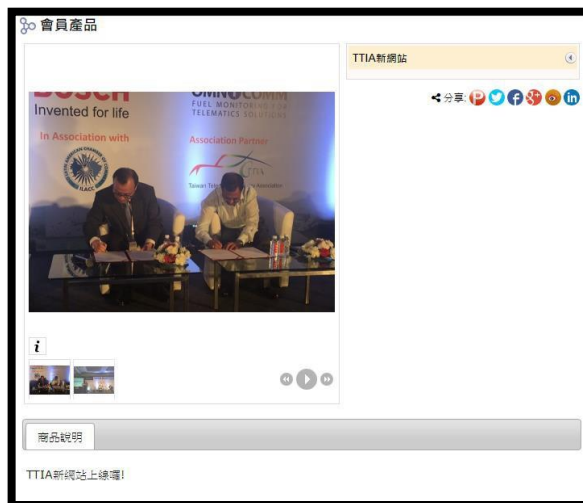 會員產品
TTIA新網站
分享:
BOSCH
Invented for life
In Association with
OMNICOMM
FUEL MONITORING FOR
TELEMATICS SOLUTIONS
Association Partner
TTIA
ILACC
商品說明
TTIA新網站上線囉!